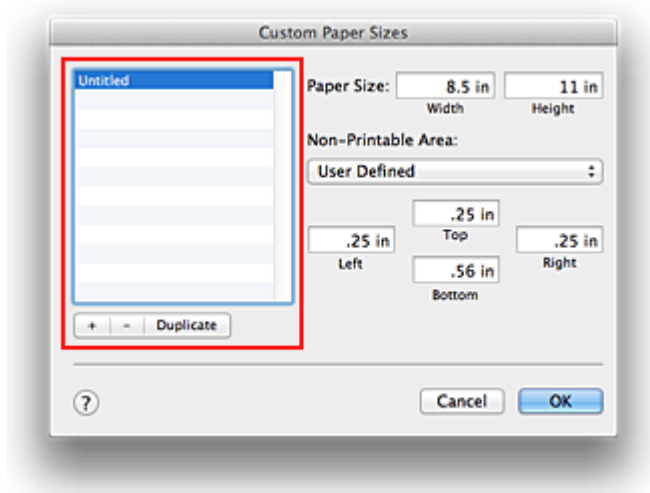 Custom Paper Sizes
Untitled
+ - Duplicate
Paper Size: 8.5 in 11 in
Width Height
Non-Printable Area:
User Defined
.25 in
Top
.25 in .25 in
Left Right
.56 in
Bottom
? Cancel OK